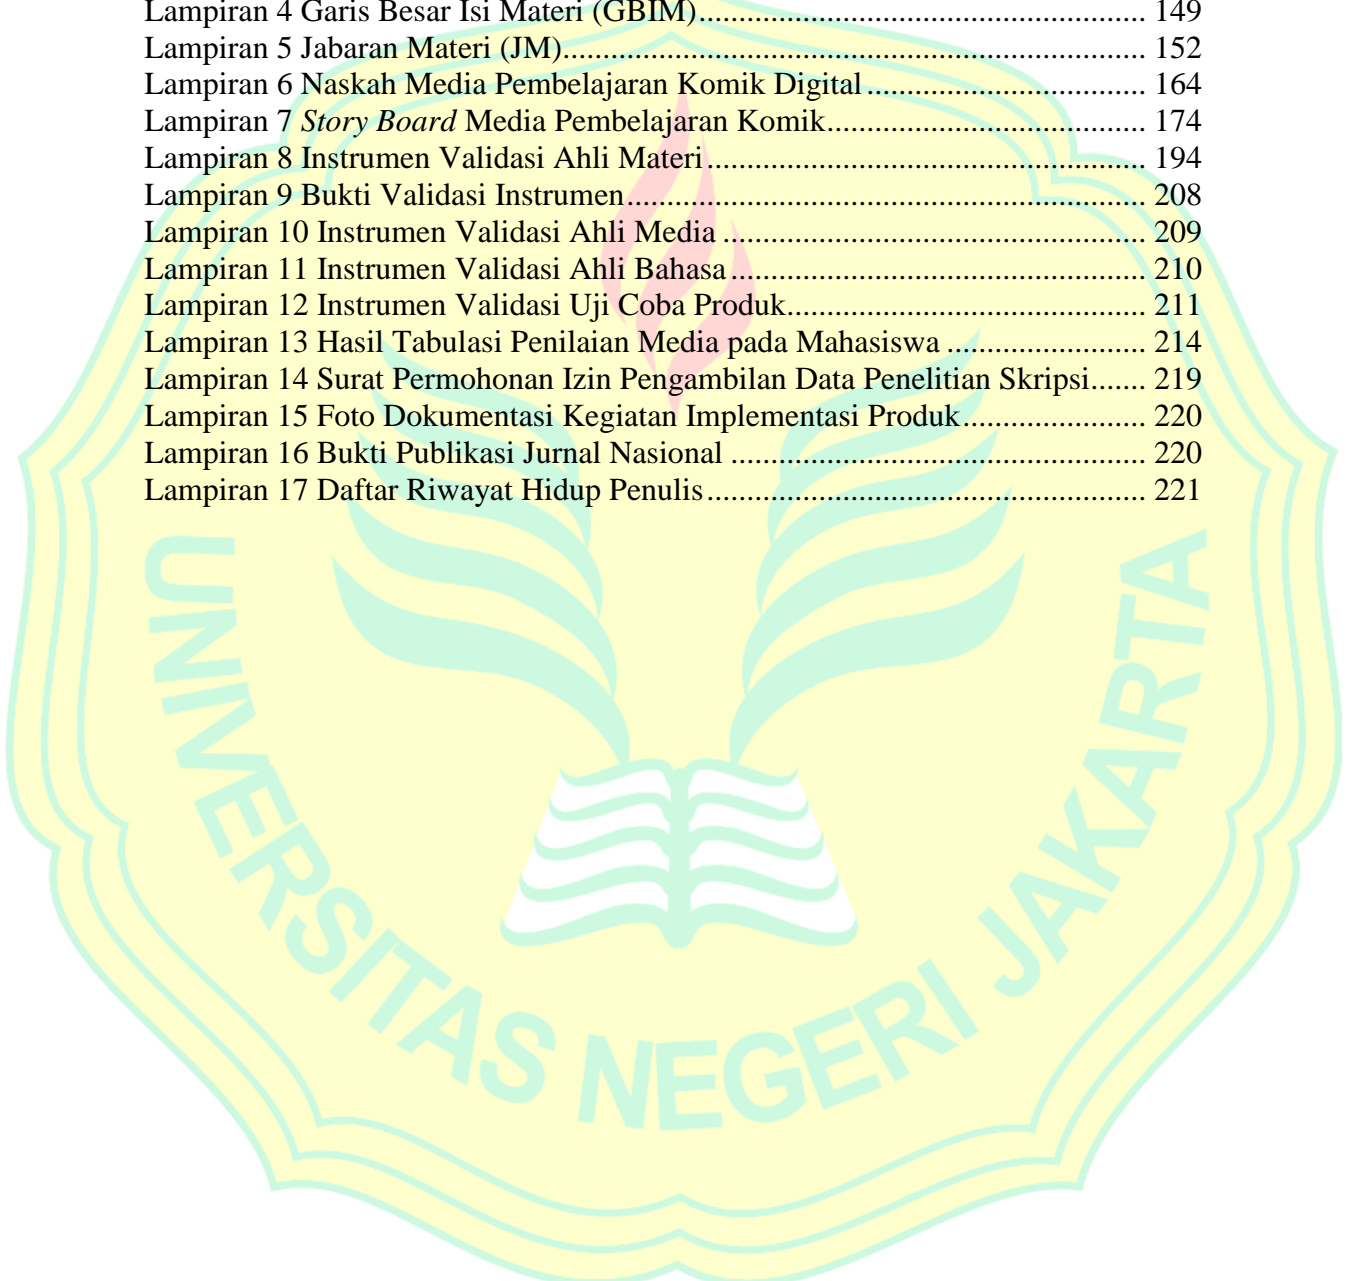 Lampiran 4 Garis Besar Isi Materi (GBIM)........................................................ 149
Lampiran 5 Jabaran Materi (JM)......................................................................... 152
Lampiran 6 Naskah Media Pembelajaran Komik Digital................................... 164
Lampiran 7 Story Board Media Pembelajaran Komik........................................ 174
Lampiran 8 Instrumen Validasi Ahli Materi....................................................... 194
Lampiran 9 Bukti Validasi Instrumen................................................................. 208
Lampiran 10 Instrumen Validasi Ahli Media ..................................................... 209
Lampiran 11 Instrumen Validasi Ahli Bahasa.................................................... 210
Lampiran 12 Instrumen Validasi Uji Coba Produk............................................. 211
Lampiran 13 Hasil Tabulasi Penilaian Media pada Mahasiswa ......................... 214
Lampiran 14 Surat Permohonan Izin Pengambilan Data Penelitian Skripsi....... 219
Lampiran 15 Foto Dokumentasi Kegiatan Implementasi Produk....................... 220
Lampiran 16 Bukti Publikasi Jurnal Nasional .................................................... 220
Lampiran 17 Daftar Riwayat Hidup Penulis....................................................... 221
UNIVERSITAS NEGERI JAKARTA